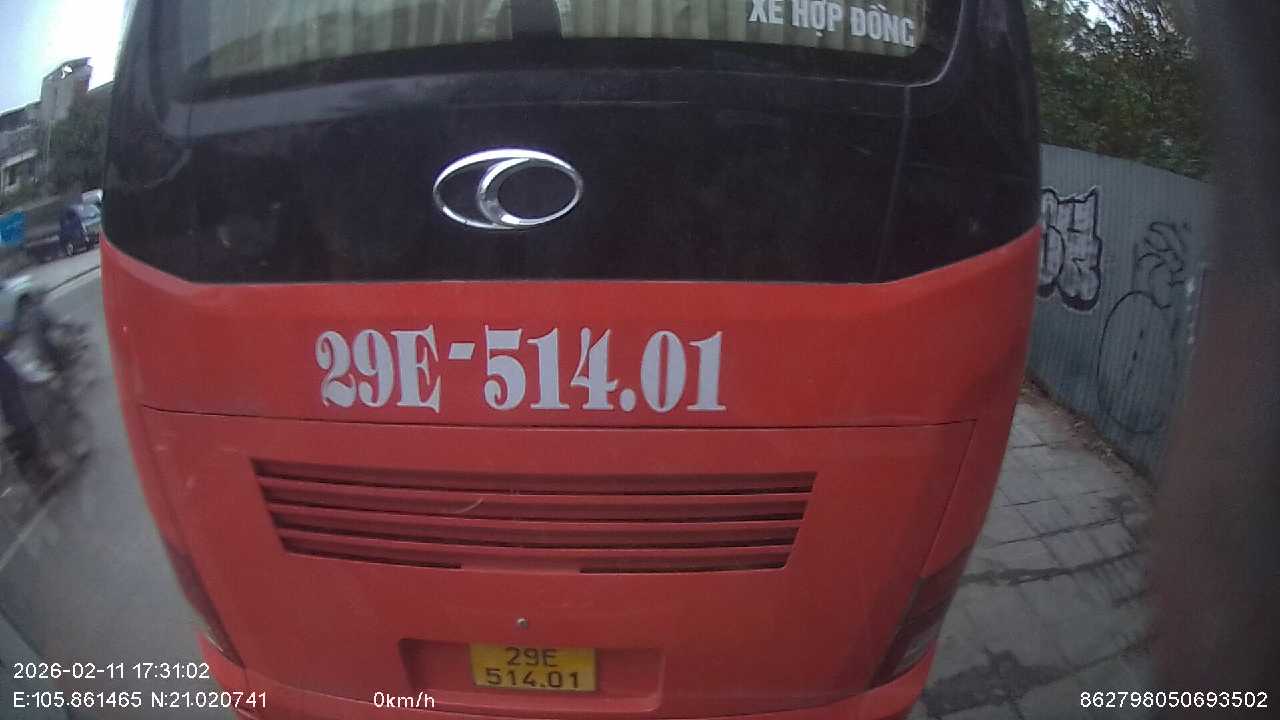 XE HỢP ĐỒNG
29E-514.01
29E
514.01
2026-02-11 17:31:02
E:105.861465 N:21.020741 0km/h 862798050693502